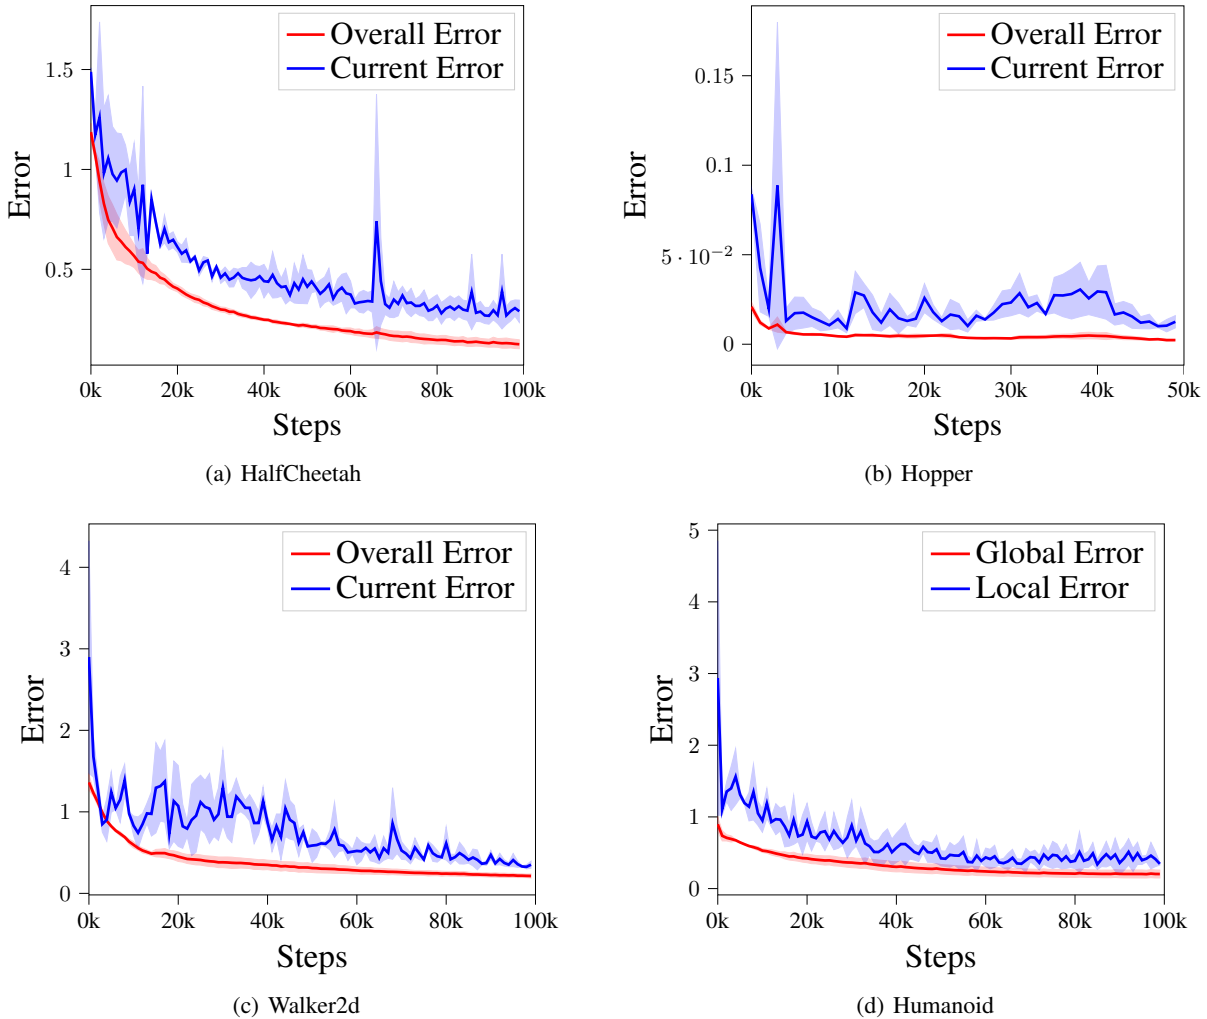 Overall Error
Current Error
1.5
1
0.5
Error
0k
20k
40k
60k
80k
100k
Steps
(a) HalfCheetah
Overall Error
Current Error
0.15
0.1
5 · 10⁻²
0
Error
0k
10k
20k
30k
40k
50k
Steps
(b) Hopper
Overall Error
Current Error
4
3
2
1
0
Error
0k
20k
40k
60k
80k
100k
Steps
(c) Walker2d
Global Error
Local Error
5
4
3
2
1
0
Error
0k
20k
40k
60k
80k
100k
Steps
(d) Humanoid